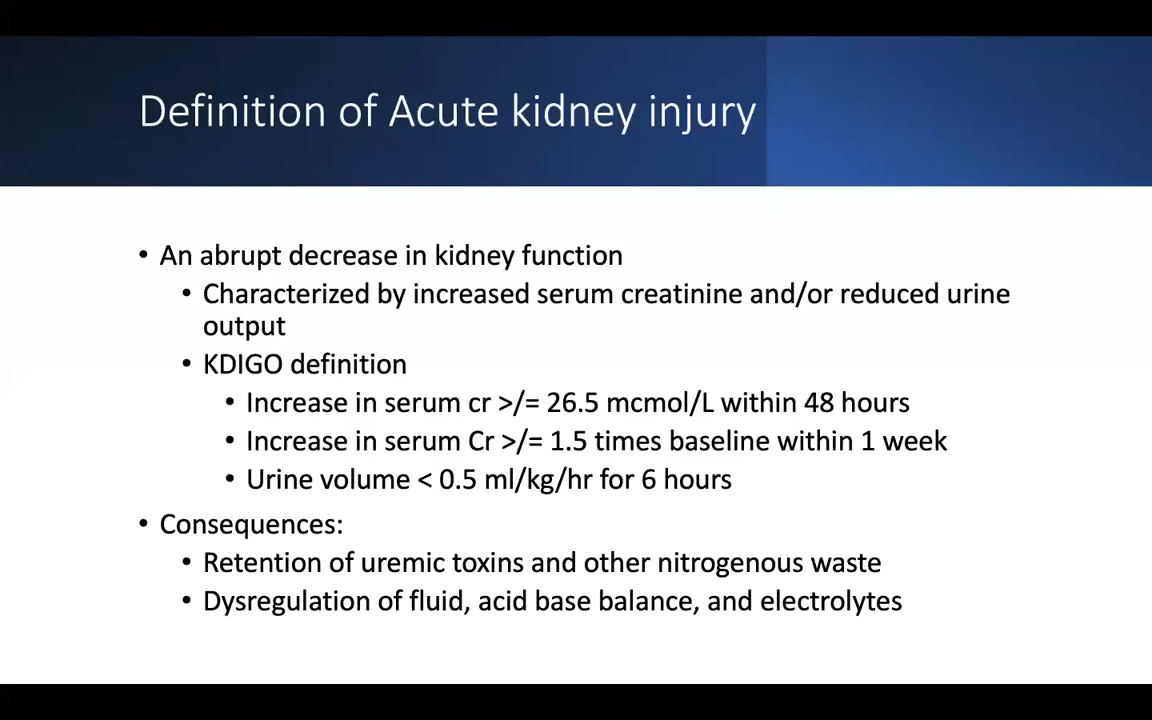 Definition of Acute kidney injury
• An abrupt decrease in kidney function
• Characterized by increased serum creatinine and/or reduced urine
output
• KDIGO definition
• Increase in serum cr >/= 26.5 mcmol/L within 48 hours
• Increase in serum Cr >/= 1.5 times baseline within 1 week
• Urine volume < 0.5 ml/kg/hr for 6 hours
• Consequences:
• Retention of uremic toxins and other nitrogenous waste
• Dysregulation of fluid, acid base balance, and electrolytes